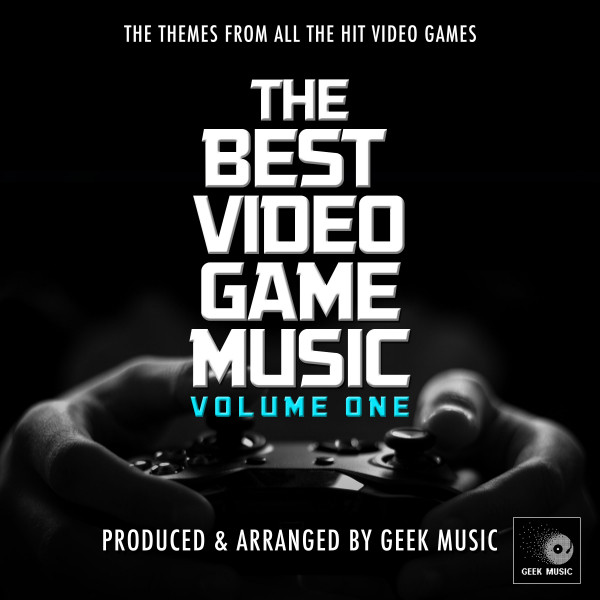 THE THEMES FROM ALL THE HIT VIDEO GAMES
THE
BEST
VIDEO
GAME
MUSIC
VOLUME ONE
PRODUCED & ARRANGED BY GEEK MUSIC
GEEK MUSIC